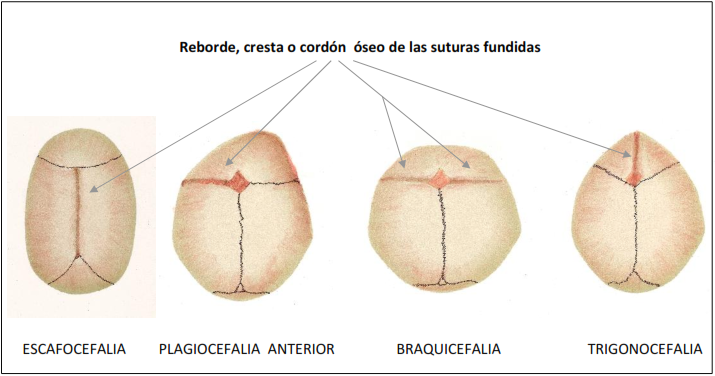 Reborde, cresta o cordón óseo de las suturas fundidas
ESCAFOCEFALIA
PLAGIOCEFALIA ANTERIOR
BRAQUICEFALIA
TRIGONOCEFALIA